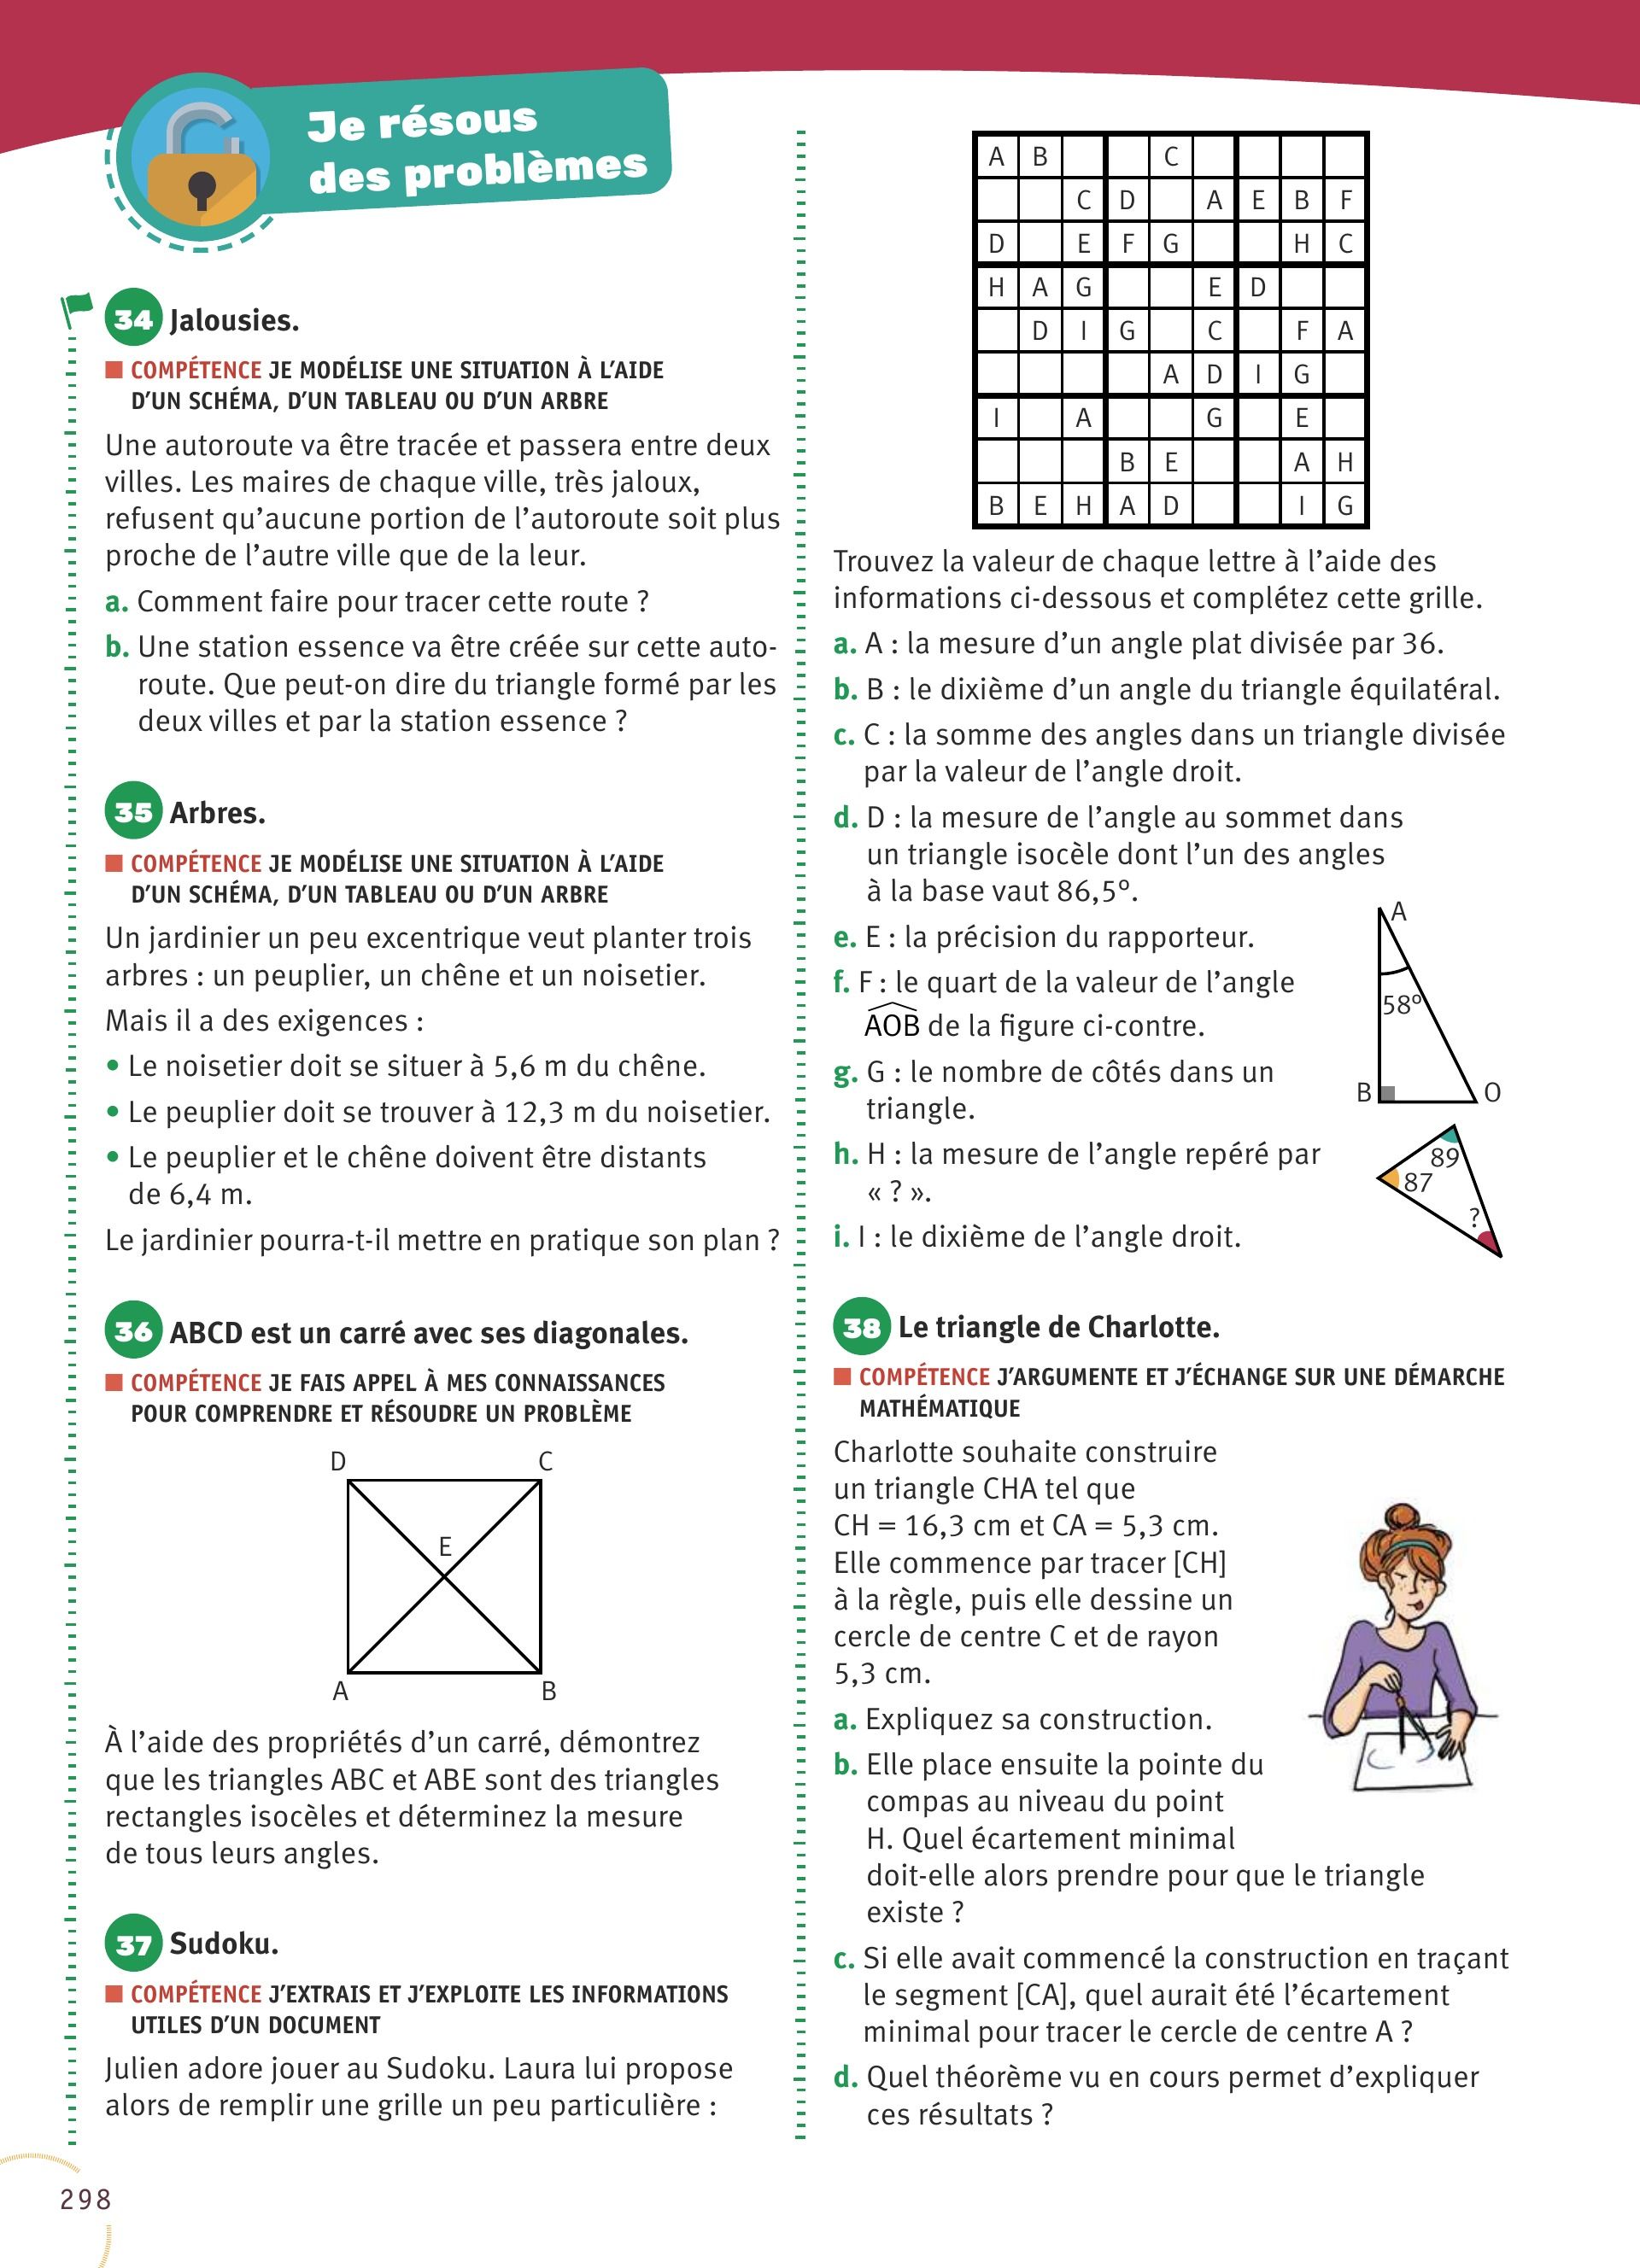 Je résous
des problèmes
34 Jalousies.
COMPÉTENCE JE MODÉLISE UNE SITUATION À L’AIDE
D’UN SCHÉMA, D’UN TABLEAU OU D’UN ARBRE
Une autoroute va être tracée et passera entre deux
villes. Les maires de chaque ville, très jaloux,
refusent qu’aucune portion de l’autoroute soit plus
proche de l’autre ville que de la leur.
a. Comment faire pour tracer cette route ?
b. Une station essence va être créée sur cette auto-
route. Que peut-on dire du triangle formé par les
deux villes et par la station essence ?
35 Arbres.
COMPÉTENCE JE MODÉLISE UNE SITUATION À L’AIDE
D’UN SCHÉMA, D’UN TABLEAU OU D’UN ARBRE
Un jardinier un peu excentrique veut planter trois
arbres : un peuplier, un chêne et un noisetier.
Mais il a des exigences :
• Le noisetier doit se situer à 5,6 m du chêne.
• Le peuplier doit se trouver à 12,3 m du noisetier.
• Le peuplier et le chêne doivent être distants
de 6,4 m.
Le jardinier pourra-t-il mettre en pratique son plan ?
36 ABCD est un carré avec ses diagonales.
COMPÉTENCE JE FAIS APPEL À MES CONNAISSANCES
POUR COMPRENDRE ET RÉSOUDRE UN PROBLÈME
D C
E
A B
À l’aide des propriétés d’un carré, démontrez
que les triangles ABC et ABE sont des triangles
rectangles isocèles et déterminez la mesure
de tous leurs angles.
37 Sudoku.
COMPÉTENCE J’EXTRAIS ET J’EXPLOITE LES INFORMATIONS
UTILES D’UN DOCUMENT
Julien adore jouer au Sudoku. Laura lui propose
alors de remplir une grille un peu particulière :
A B C
C D A E B F
D E F G H C
H A G E D
D I G C F A
A D I G
I A G E
B E A H
B E H A D I G
Trouvez la valeur de chaque lettre à l’aide des
informations ci-dessous et complétez cette grille.
a. A : la mesure d’un angle plat divisée par 36.
b. B : le dixième d’un angle du triangle équilatéral.
c. C : la somme des angles dans un triangle divisée
par la valeur de l’angle droit.
d. D : la mesure de l’angle au sommet dans
un triangle isocèle dont l’un des angles
à la base vaut 86,5°.
e. E : la précision du rapporteur.
f. F : le quart de la valeur de l’angle
AOB de la figure ci-contre.
g. G : le nombre de côtés dans un
triangle.
h. H : la mesure de l’angle repéré par
« ? ».
i. I : le dixième de l’angle droit.
A
58°
B O
89
87
?
38 Le triangle de Charlotte.
COMPÉTENCE J’ARGUMENTE ET J’ÉCHANGE SUR UNE DÉMARCHE
MATHÉMATIQUE
Charlotte souhaite construire
un triangle CHA tel que
CH = 16,3 cm et CA = 5,3 cm.
Elle commence par tracer [CH]
à la règle, puis elle dessine un
cercle de centre C et de rayon
5,3 cm.
a. Expliquez sa construction.
b. Elle place ensuite la pointe du
compas au niveau du point
H. Quel écartement minimal
doit-elle alors prendre pour que le triangle
existe ?
c. Si elle avait commencé la construction en traçant
le segment [CA], quel aurait été l’écartement
minimal pour tracer le cercle de centre A ?
d. Quel théorème vu en cours permet d’expliquer
ces résultats ?
298